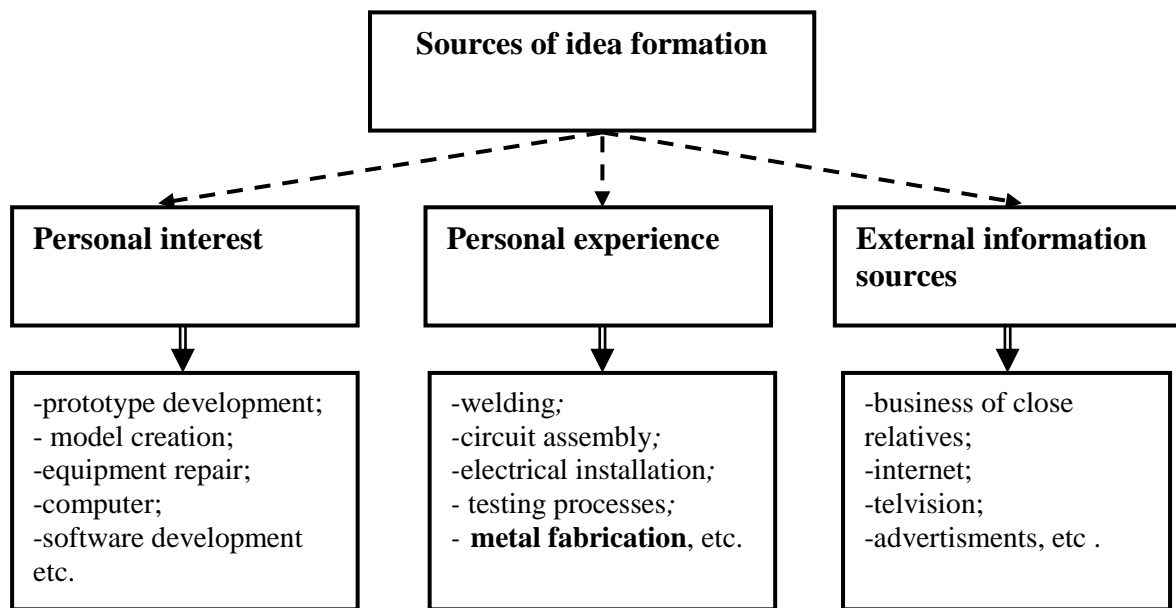 Sources of idea formation
Personal interest
Personal experience
External information
sources
-prototype development;
- model creation;
-equipment repair;
-computer;
-software development
etc.
-welding;
-circuit assembly;
-electrical installation;
- testing processes;
- metal fabrication, etc.
-business of close
relatives;
-internet;
-telvision;
-advertisments, etc .